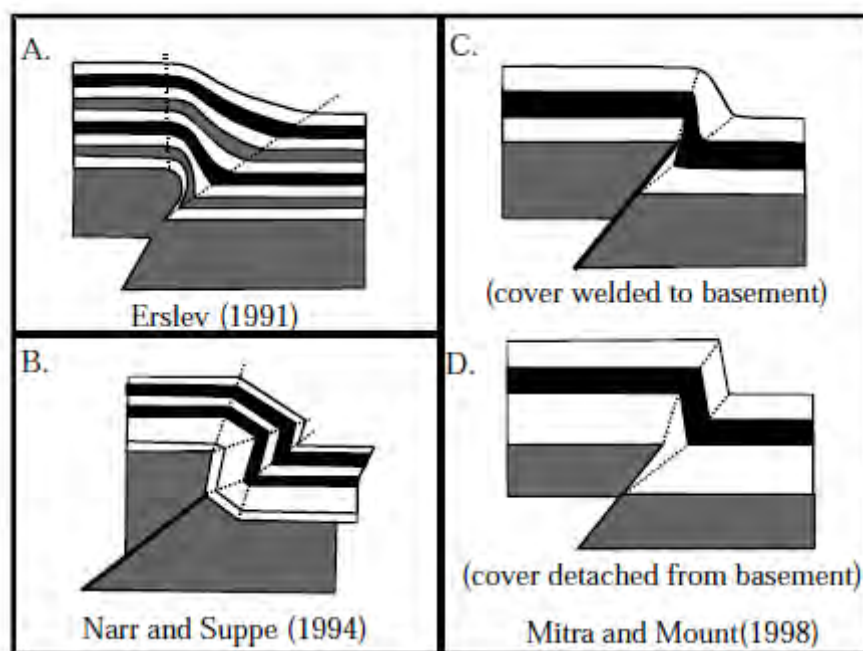 A.
Erslev (1991)
B.
Narr and Suppe (1994)
C.
(cover welded to basement)
D.
(cover detached from basement)
Mitra and Mount(1998)